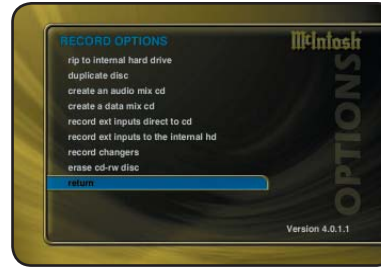 RECORD OPTIONS
McIntosh
rip to internal hard drive
duplicate disc
create an audio mix cd
create a data mix cd
record ext inputs direct to cd
record ext inputs to the internal hd
record changers
erase cd-rw disc
return
OPTIONS
Version 4.0.1.1